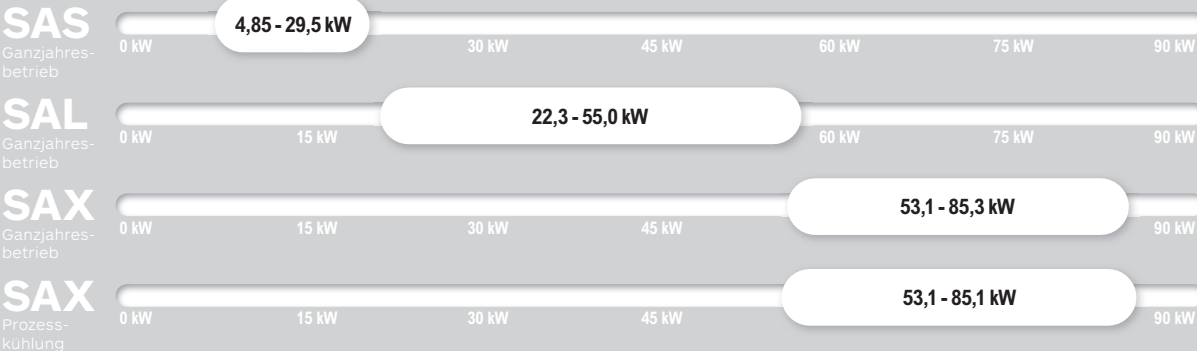 SAS
Ganzjahres-
betrieb
4,85 - 29,5 kW
0 kW 30 kW 45 kW 60 kW 75 kW 90 kW
SAL
Ganzjahres-
betrieb
22,3 - 55,0 kW
0 kW 15 kW 60 kW 75 kW 90 kW
SAX
Ganzjahres-
betrieb
53,1 - 85,3 kW
0 kW 15 kW 30 kW 45 kW 90 kW
SAX
Prozess-
kühlung
53,1 - 85,1 kW
0 kW 15 kW 30 kW 45 kW 90 kW